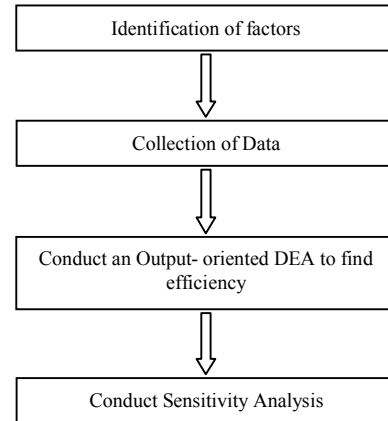 Identification of factors
Collection of Data
Conduct an Output- oriented DEA to find
efficiency
Conduct Sensitivity Analysis